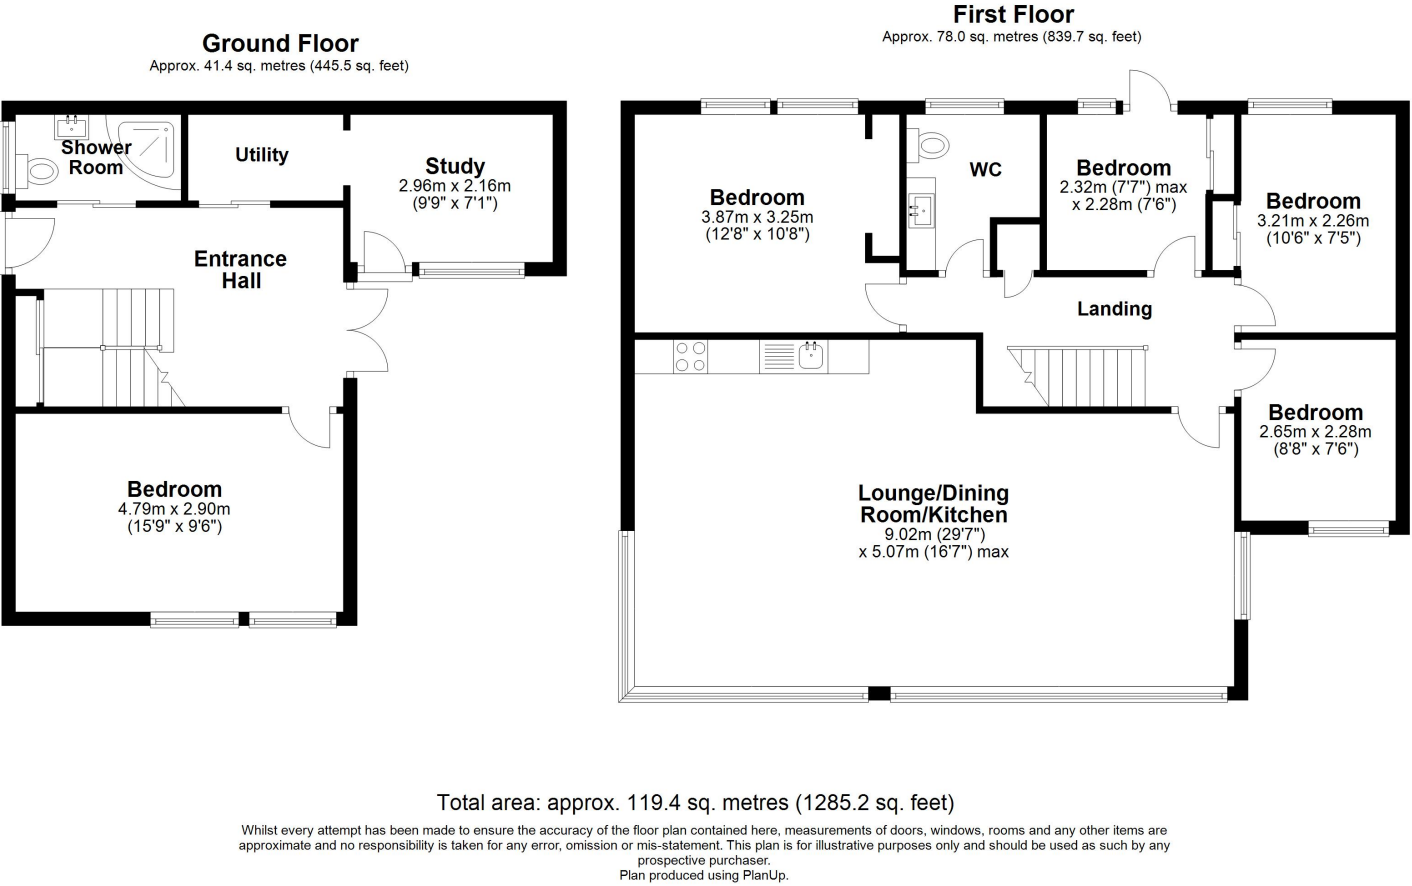 Ground Floor
Approx. 41.4 sq. metres (445.5 sq. feet)
Shower
Room
Utility
Study
2.96m x 2.16m
(9'9" x 7'1")
Entrance
Hall
Bedroom
4.79m x 2.90m
(15'9" x 9'6")
First Floor
Approx. 78.0 sq. metres (839.7 sq. feet)
Bedroom
3.87m x 3.25m
(12'8" x 10'8")
WC
Bedroom
2.32m (7'7") max
x 2.28m (7'6")
Bedroom
3.21m x 2.26m
(10'6" x 7'5")
Landing
Bedroom
2.65m x 2.28m
(8'8" x 7'6")
Lounge/Dining
Room/Kitchen
9.02m (29'7")
x 5.07m (16'7") max
Total area: approx. 119.4 sq. metres (1285.2 sq. feet)
Whilst every attempt has been made to ensure the accuracy of the floor plan contained here, measurements of doors, windows, rooms and any other items are
approximate and no responsibility is taken for any error, omission or mis-statement. This plan is for illustrative purposes only and should be used as such by any
prospective purchaser.
Plan produced using PlanUp.